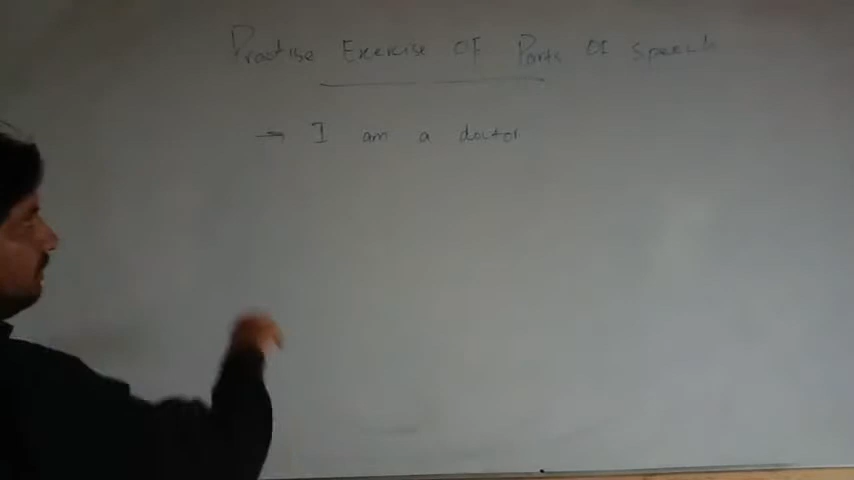 Practise Exercise of Parts of speech
→ I am a doctor